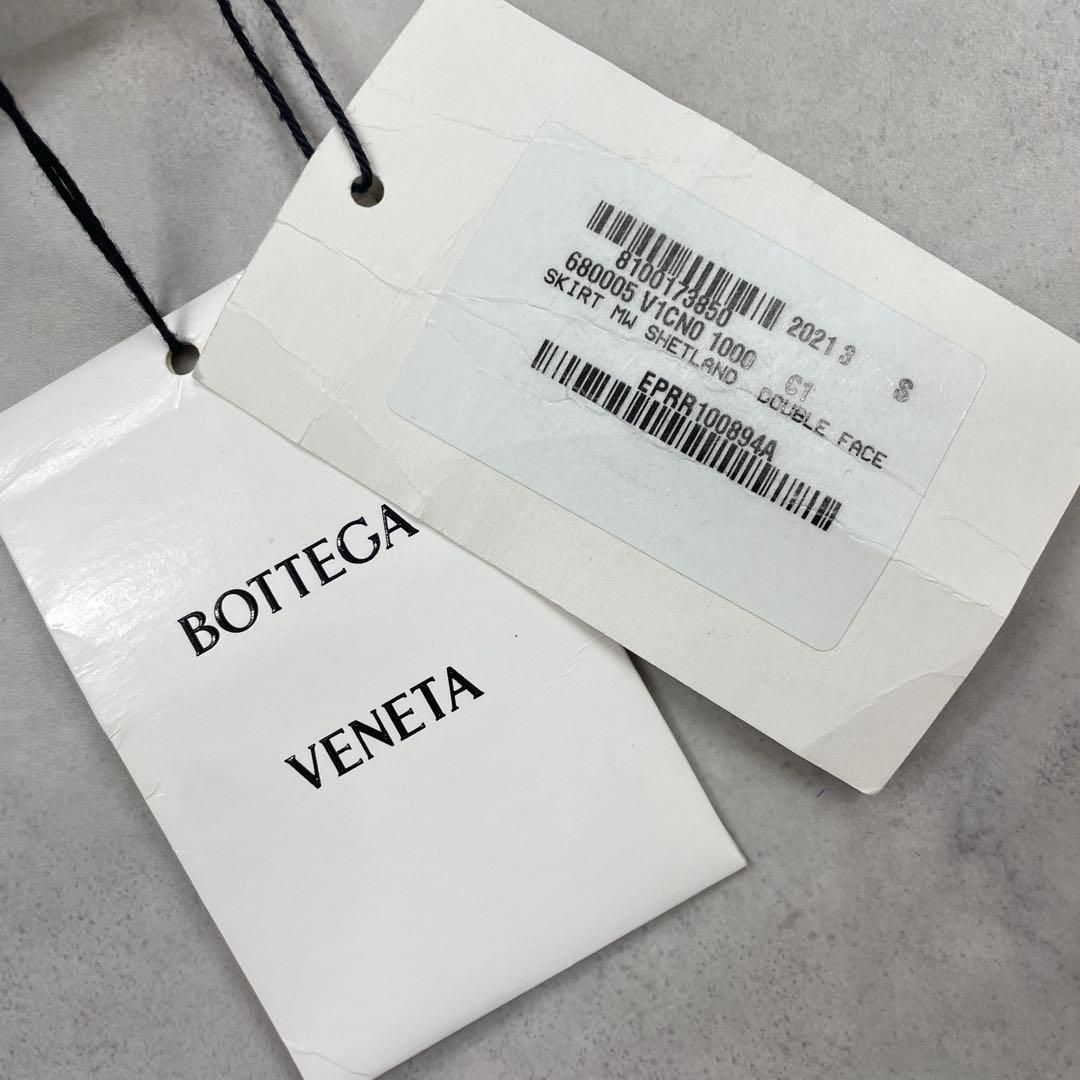 8100173850 2021 3
680005 V1CN0 1000 C1 S
SKIRT MW SHETLAND DOUBLE FACE
EPRR100894A
BOTTEGA
VENETA